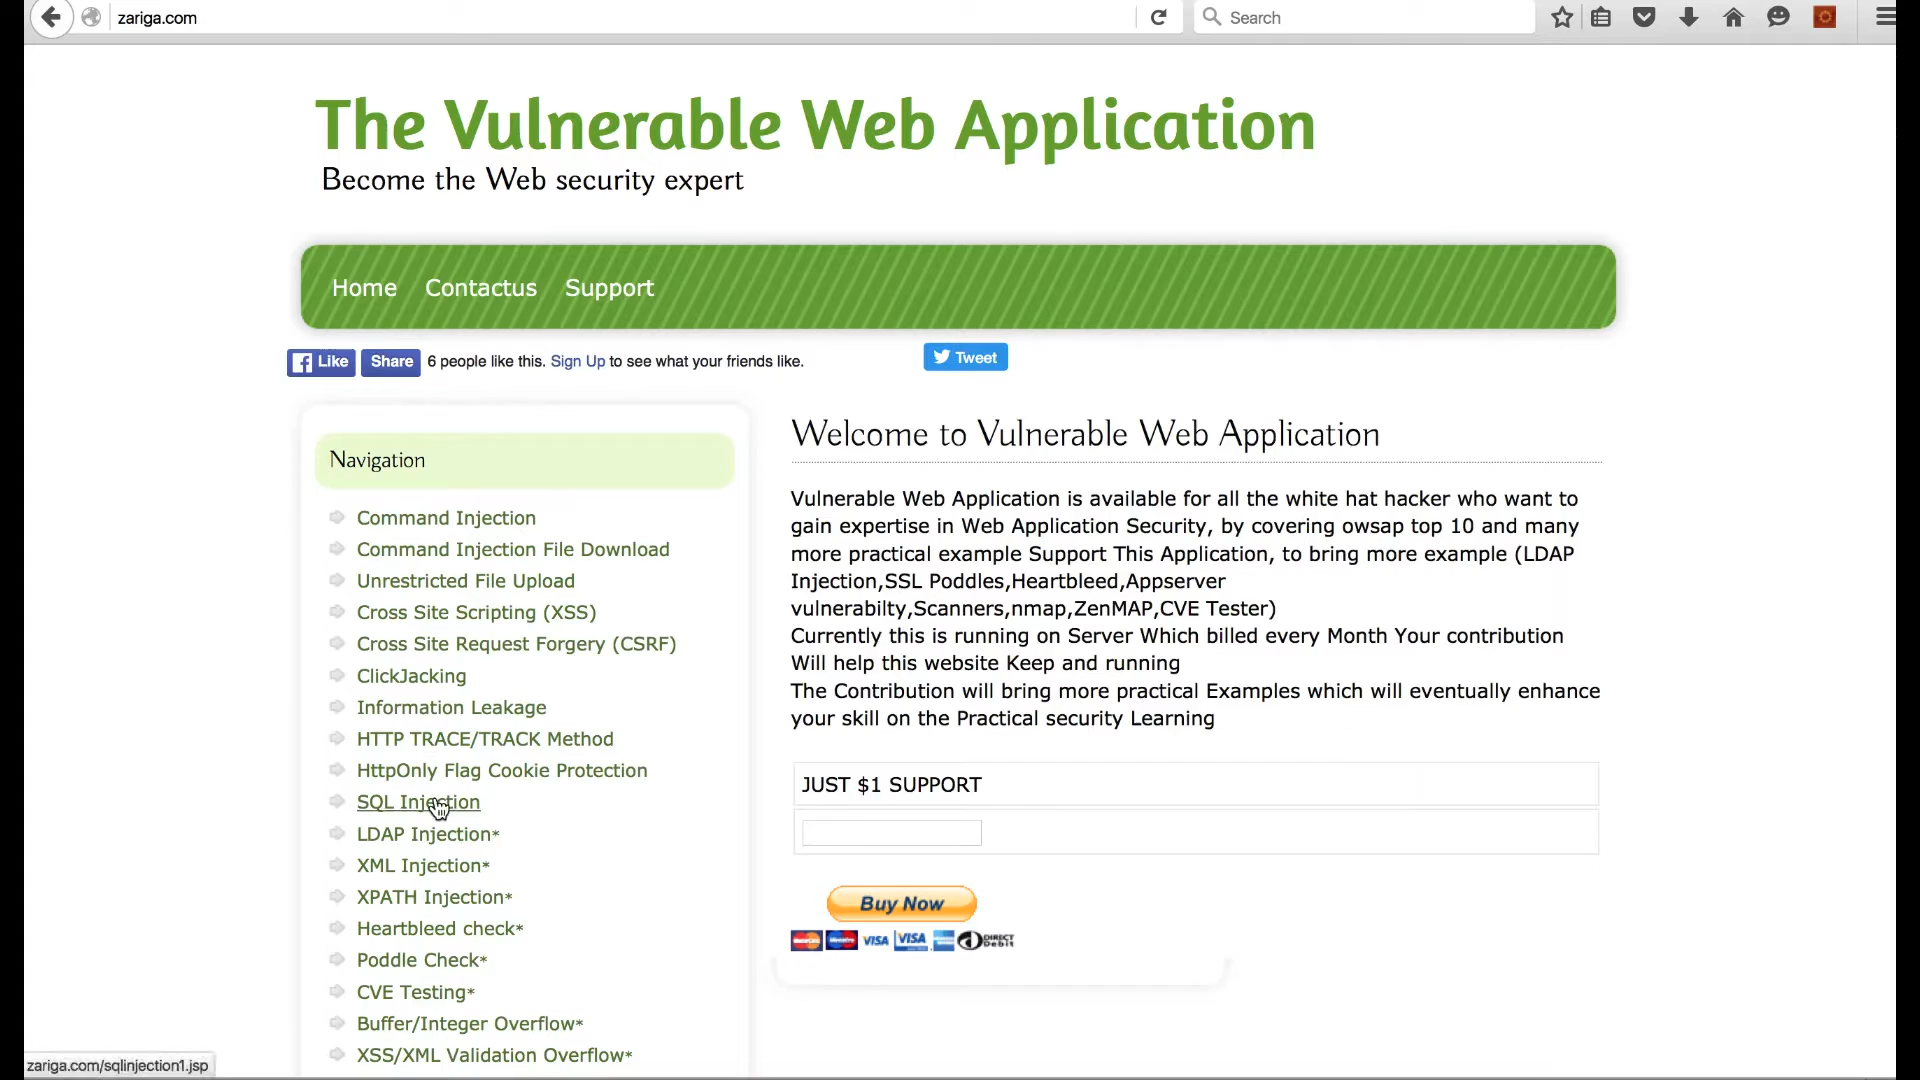 zariga.com
Search
The Vulnerable Web Application
Become the Web security expert
Home Contactus Support
Like Share 6 people like this. Sign Up to see what your friends like.
Tweet
Navigation
Command Injection
Command Injection File Download
Unrestricted File Upload
Cross Site Scripting (XSS)
Cross Site Request Forgery (CSRF)
ClickJacking
Information Leakage
HTTP TRACE/TRACK Method
HttpOnly Flag Cookie Protection
SQL Injection
LDAP Injection*
XML Injection*
XPATH Injection*
Heartbleed check*
Poddle Check*
CVE Testing*
Buffer/Integer Overflow*
XSS/XML Validation Overflow*
Welcome to Vulnerable Web Application
Vulnerable Web Application is available for all the white hat hacker who want to
gain expertise in Web Application Security, by covering owsap top 10 and many
more practical example Support This Application, to bring more example (LDAP
Injection,SSL Poddles,Heartbleed,Appserver
vulnerabilty,Scanners,nmap,ZenMAP,CVE Tester)
Currently this is running on Server Which billed every Month Your contribution
Will help this website Keep and running
The Contribution will bring more practical Examples which will eventually enhance
your skill on the Practical security Learning
JUST $1 SUPPORT
Buy Now
MasterCard Maestro VISA VISA DIRECT Debit
zariga.com/sqlinjection1.jsp